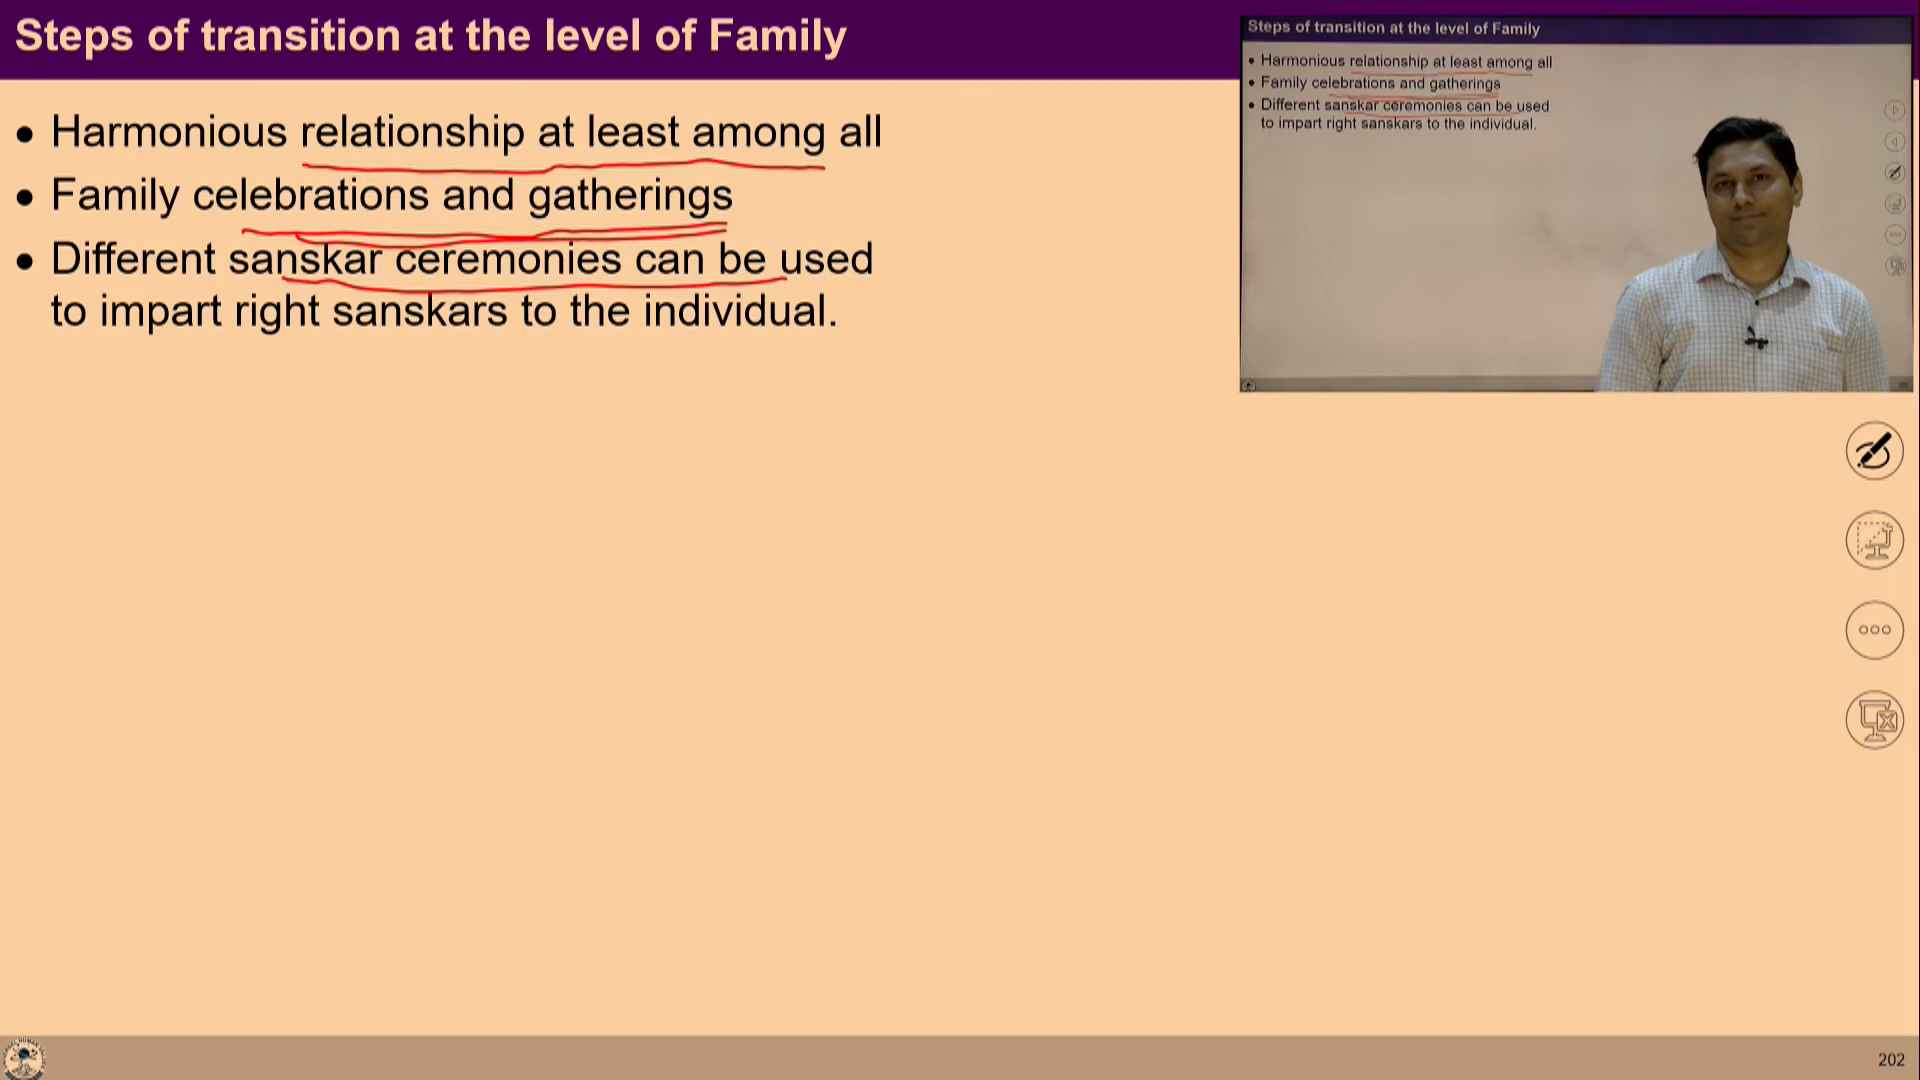 Steps of transition at the level of Family
• Harmonious relationship at least among all
• Family celebrations and gatherings
• Different sanskar ceremonies can be used
to impart right sanskars to the individual.
Steps of transition at the level of Family
• Harmonious relationship at least among all
• Family celebrations and gatherings
• Different sanskar ceremonies can be used
to impart right sanskars to the individual.
202